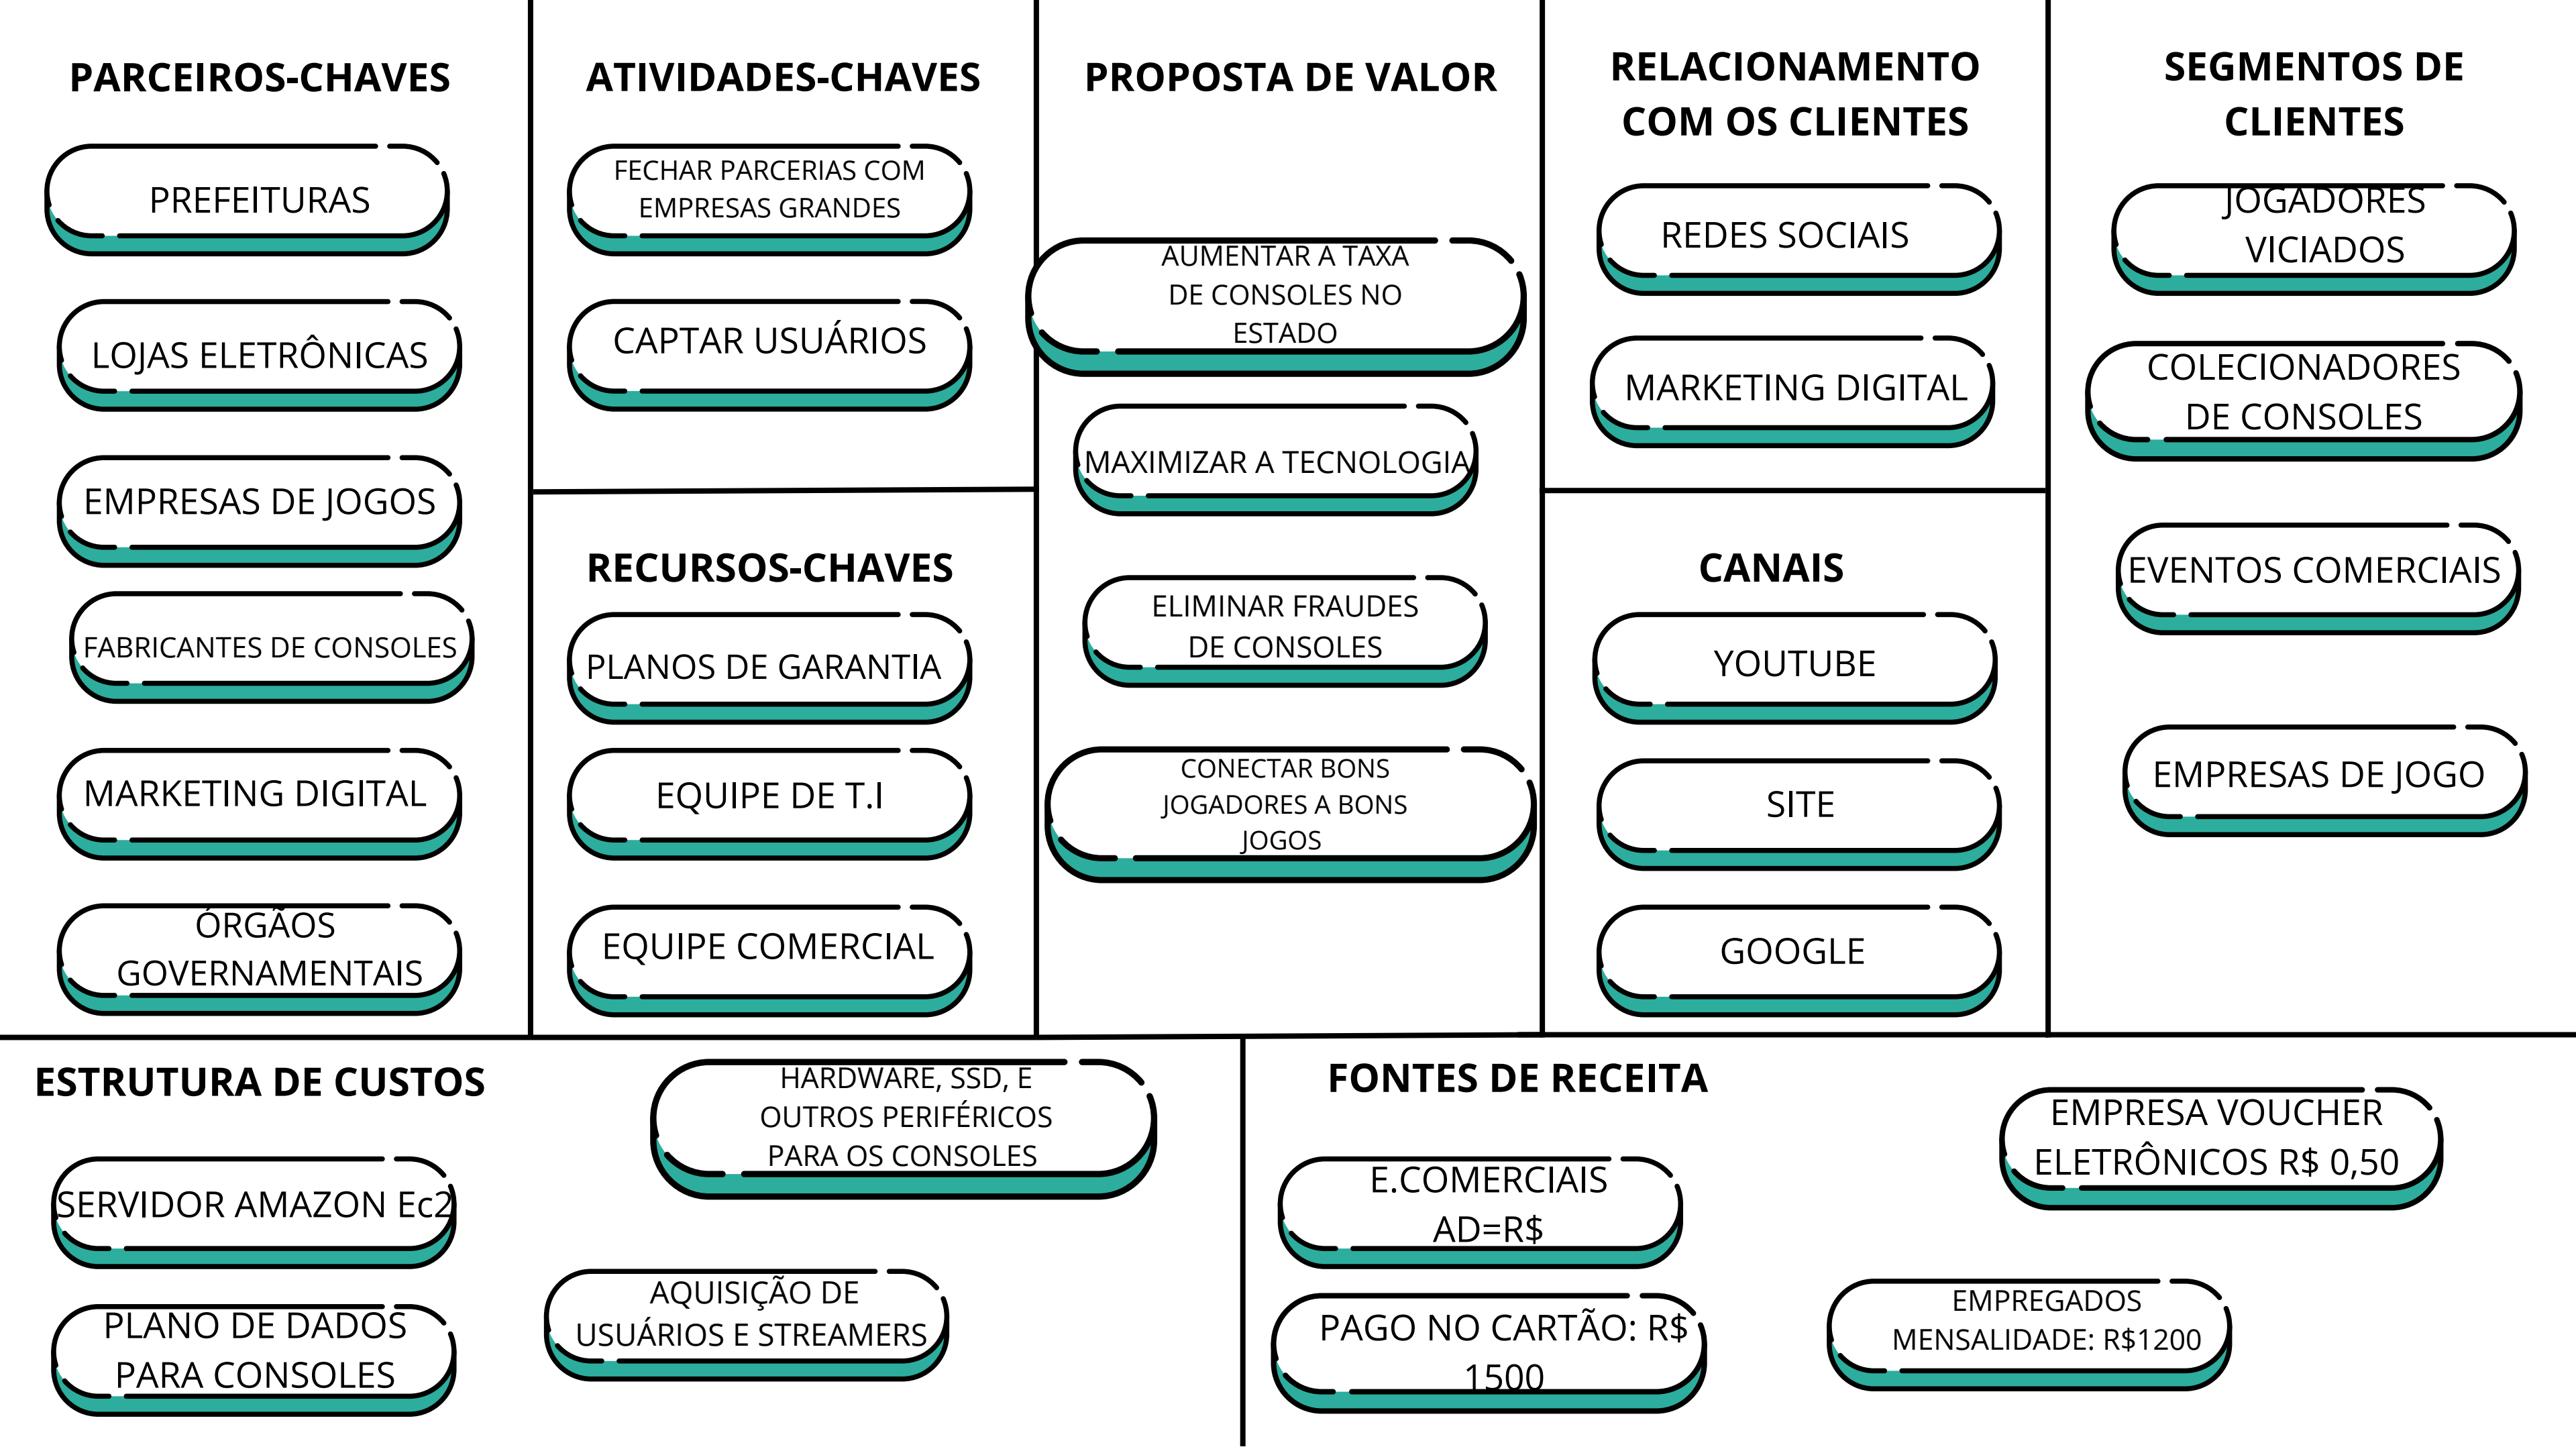 PARCEIROS-CHAVES
PREFEITURAS
LOJAS ELETRÔNICAS
EMPRESAS DE JOGOS
FABRICANTES DE CONSOLES
MARKETING DIGITAL
ÓRGÃOS
GOVERNAMENTAIS
ATIVIDADES-CHAVES
FECHAR PARCERIAS COM
EMPRESAS GRANDES
CAPTAR USUÁRIOS
RECURSOS-CHAVES
PLANOS DE GARANTIA
EQUIPE DE T.I
EQUIPE COMERCIAL
PROPOSTA DE VALOR
AUMENTAR A TAXA
DE CONSOLES NO
ESTADO
MAXIMIZAR A TECNOLOGIA
ELIMINAR FRAUDES
DE CONSOLES
CONECTAR BONS
JOGADORES A BONS
JOGOS
RELACIONAMENTO
COM OS CLIENTES
REDES SOCIAIS
MARKETING DIGITAL
CANAIS
YOUTUBE
SITE
GOOGLE
SEGMENTOS DE
CLIENTES
JOGADORES
VICIADOS
COLECIONADORES
DE CONSOLES
EVENTOS COMERCIAIS
EMPRESAS DE JOGO
ESTRUTURA DE CUSTOS
SERVIDOR AMAZON Ec2
PLANO DE DADOS
PARA CONSOLES
HARDWARE, SSD, E
OUTROS PERIFÉRICOS
PARA OS CONSOLES
AQUISIÇÃO DE
USUÁRIOS E STREAMERS
FONTES DE RECEITA
E.COMERCIAIS
AD=R$
PAGO NO CARTÃO: R$
1500
EMPRESA VOUCHER
ELETRÔNICOS R$ 0,50
EMPREGADOS
MENSALIDADE: R$1200